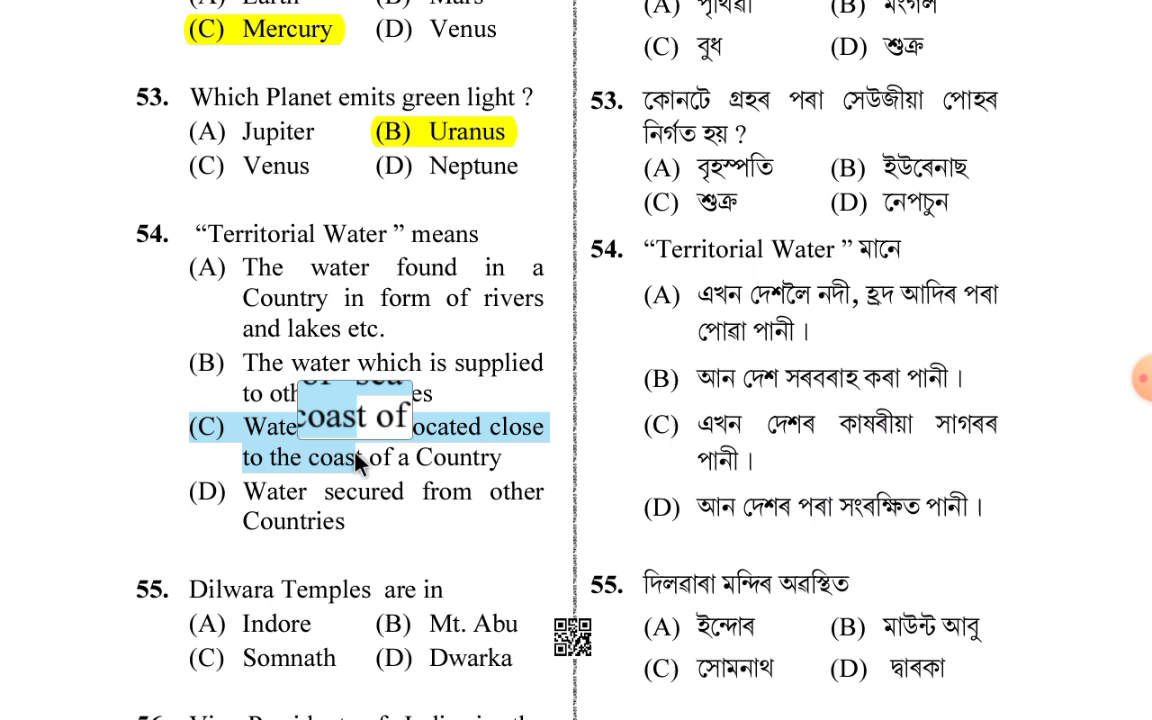 (C) Mercury (D) Venus
53. Which Planet emits green light ?
(A) Jupiter (B) Uranus
(C) Venus (D) Neptune
54. “Territorial Water ” means
(A) The water found in a
Country in form of rivers
and lakes etc.
(B) The water which is supplied
to
(C) close
to the coast of a Country
(D) Water secured from other
Countries
55. Dilwara Temples are in
(A) Indore (B) Mt. Abu
(C) Somnath (D) Dwarka
coast of
(A) পৃথিৱী (B) মংগল
(C) বুধ (D) শুক্ৰ
53. কোনটে গ্ৰহৰ পৰা সেউজীয়া পোহৰ
নিৰ্গত হয় ?
(A) বৃহস্পতি (B) ইউৰেনাছ
(C) শুক্ৰ (D) নেপচুন
54. “Territorial Water ” মানে
(A) এখন দেশলৈ নদী, হ্ৰদ আদিৰ পৰা
পোৱা পানী ।
(B) আন দেশ সৰবৰাহ কৰা পানী ।
(C) এখন দেশৰ কাষৰীয়া সাগৰৰ
পানী ।
(D) আন দেশৰ পৰা সংৰক্ষিত পানী ।
55. দিলৱাৰা মন্দিৰ অৱস্থিত
(A) ইন্দোৰ (B) মাউন্ট আবু
(C) সোমনাথ (D) দ্বাৰকা